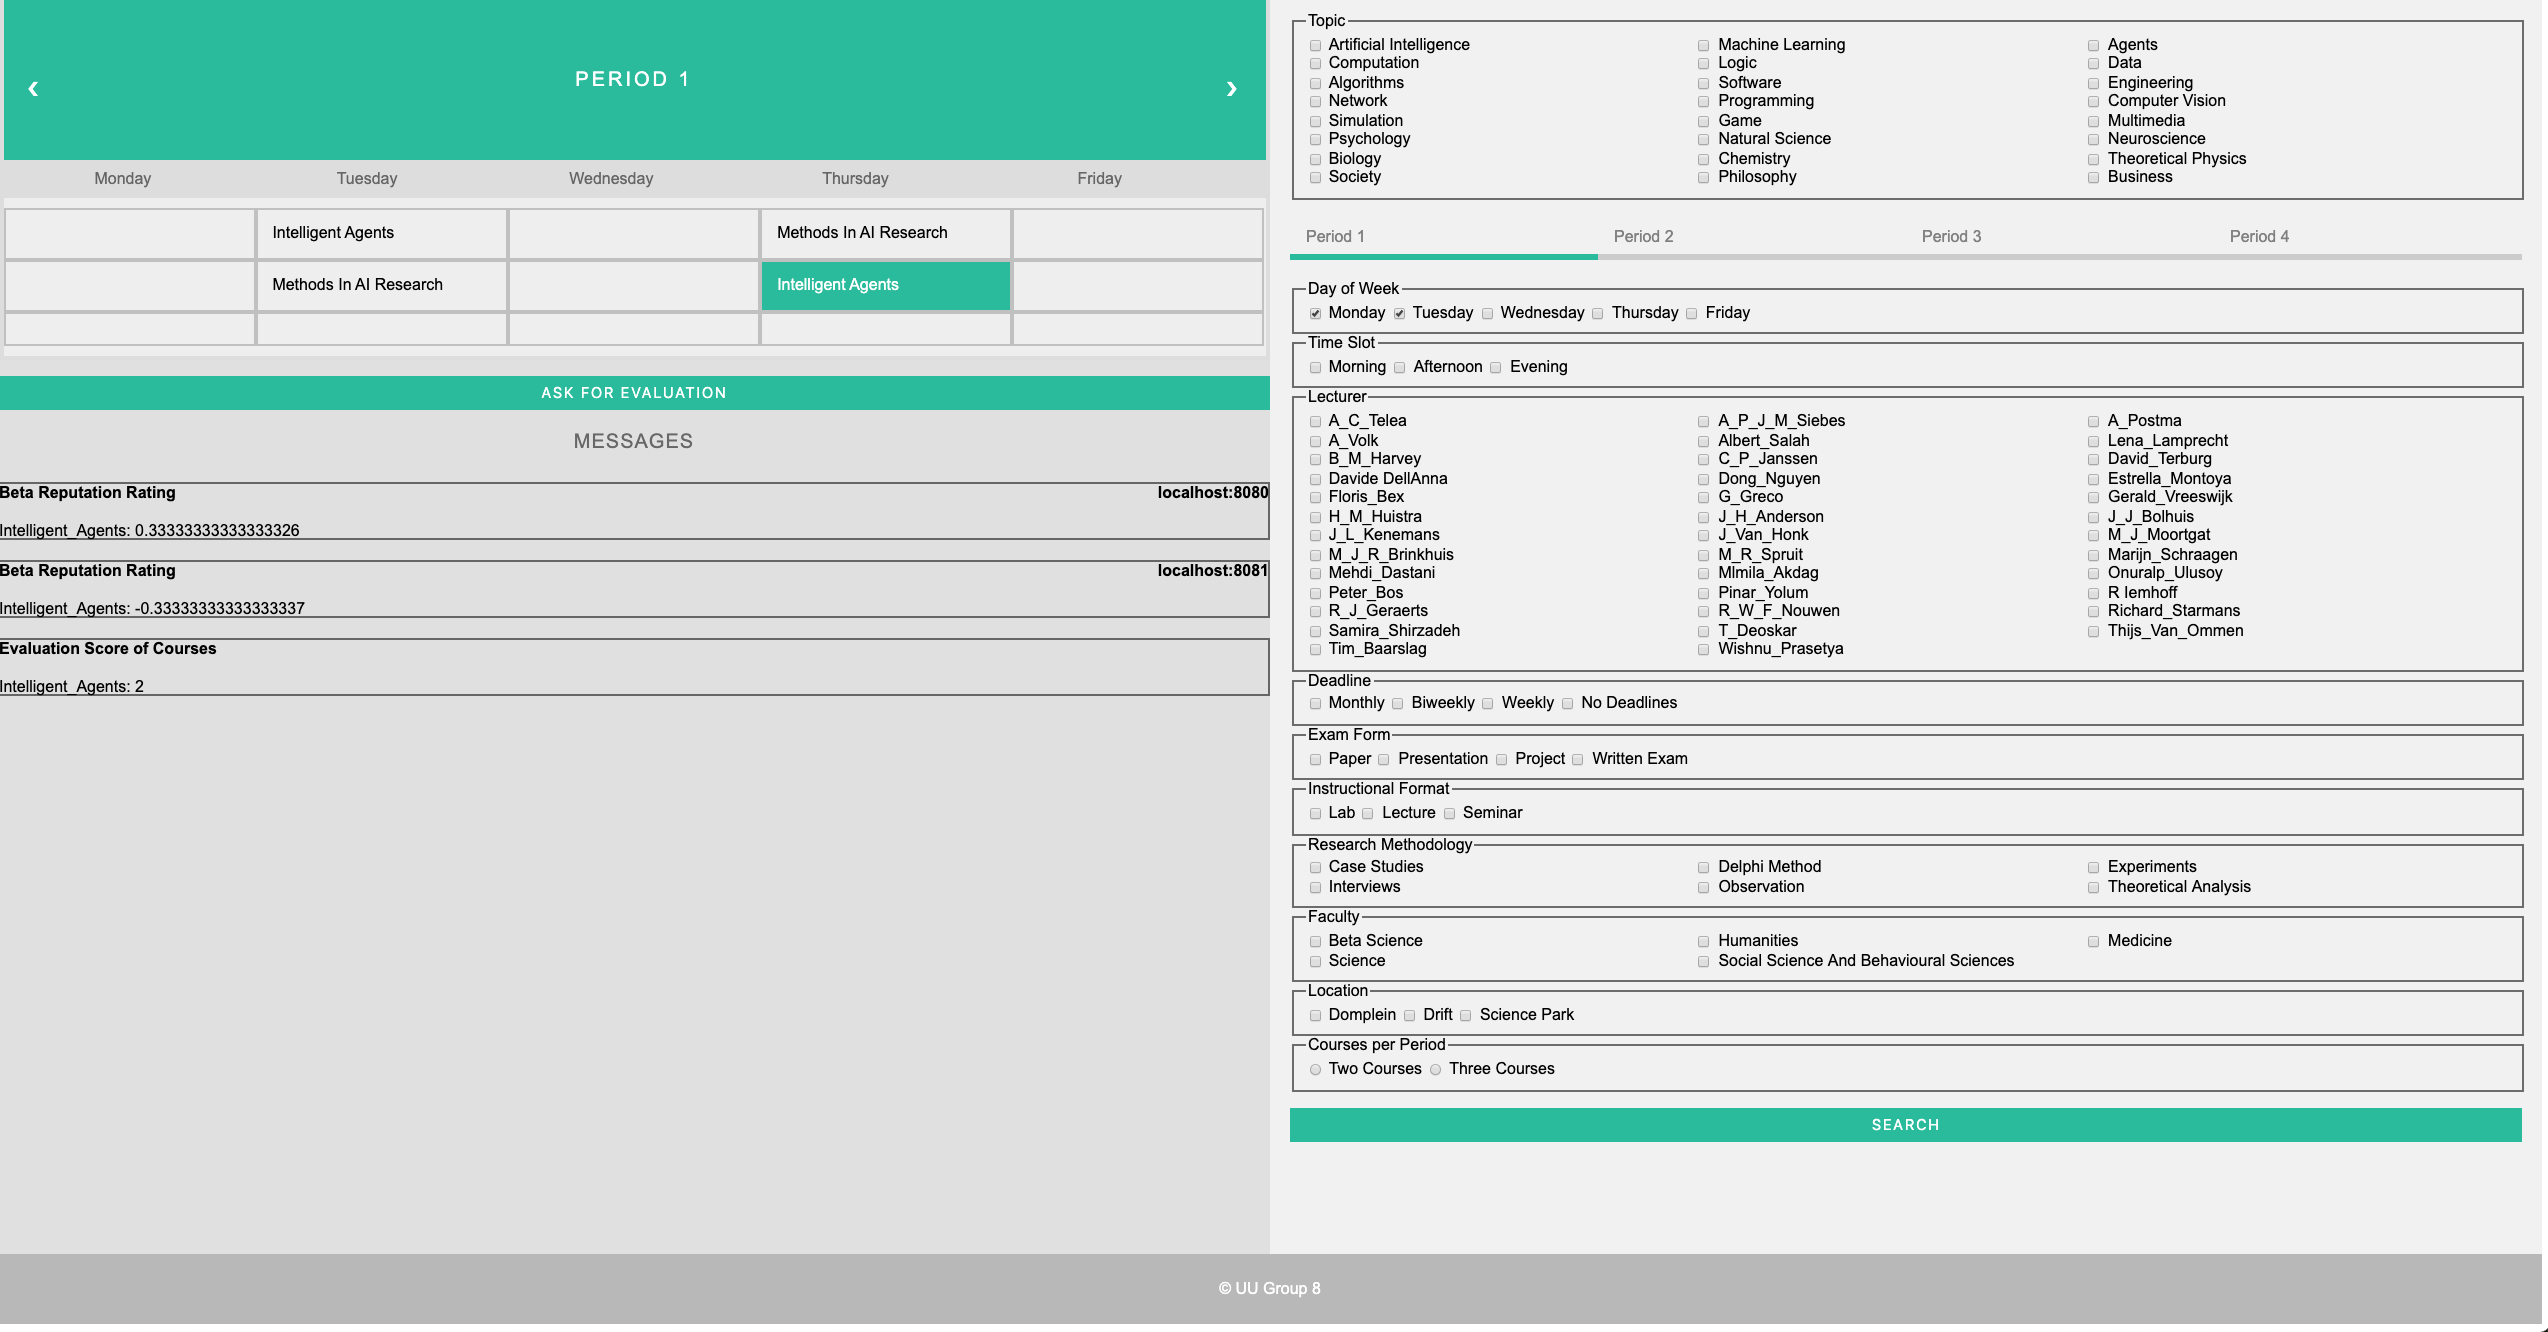 ‹ PERIOD 1 ›
Monday Tuesday Wednesday Thursday Friday
Intelligent Agents Methods In AI Research
Methods In AI Research Intelligent Agents
ASK FOR EVALUATION
MESSAGES
Beta Reputation Rating localhost:8080
Intelligent_Agents: 0.33333333333333326
Beta Reputation Rating localhost:8081
Intelligent_Agents: -0.33333333333333337
Evaluation Score of Courses
Intelligent_Agents: 2
Topic
Artificial Intelligence Machine Learning Agents
Computation Logic Data
Algorithms Software Engineering
Network Programming Computer Vision
Simulation Game Multimedia
Psychology Natural Science Neuroscience
Biology Chemistry Theoretical Physics
Society Philosophy Business
Period 1 Period 2 Period 3 Period 4
Day of Week
Monday Tuesday Wednesday Thursday Friday
Time Slot
Morning Afternoon Evening
Lecturer
A_C_Telea A_P_J_M_Siebes A_Postma
A_Volk Albert_Salah Lena_Lamprecht
B_M_Harvey C_P_Janssen David_Terburg
Davide DellAnna Dong_Nguyen Estrella_Montoya
Floris_Bex G_Greco Gerald_Vreeswijk
H_M_Huistra J_H_Anderson J_J_Bolhuis
J_L_Kenemans J_Van_Honk M_J_Moortgat
M_J_R_Brinkhuis M_R_Spruit Marijn_Schraagen
Mehdi_Dastani Mlmila_Akdag Onuralp_Ulusoy
Peter_Bos Pinar_Yolum R Iemhoff
R_J_Geraerts R_W_F_Nouwen Richard_Starmans
Samira_Shirzadeh T_Deoskar Thijs_Van_Ommen
Tim_Baarslag Wishnu_Prasetya
Deadline
Monthly Biweekly Weekly No Deadlines
Exam Form
Paper Presentation Project Written Exam
Instructional Format
Lab Lecture Seminar
Research Methodology
Case Studies Delphi Method Experiments
Interviews Observation Theoretical Analysis
Faculty
Beta Science Humanities Medicine
Science Social Science And Behavioural Sciences
Location
Domplein Drift Science Park
Courses per Period
Two Courses Three Courses
SEARCH
© UU Group 8